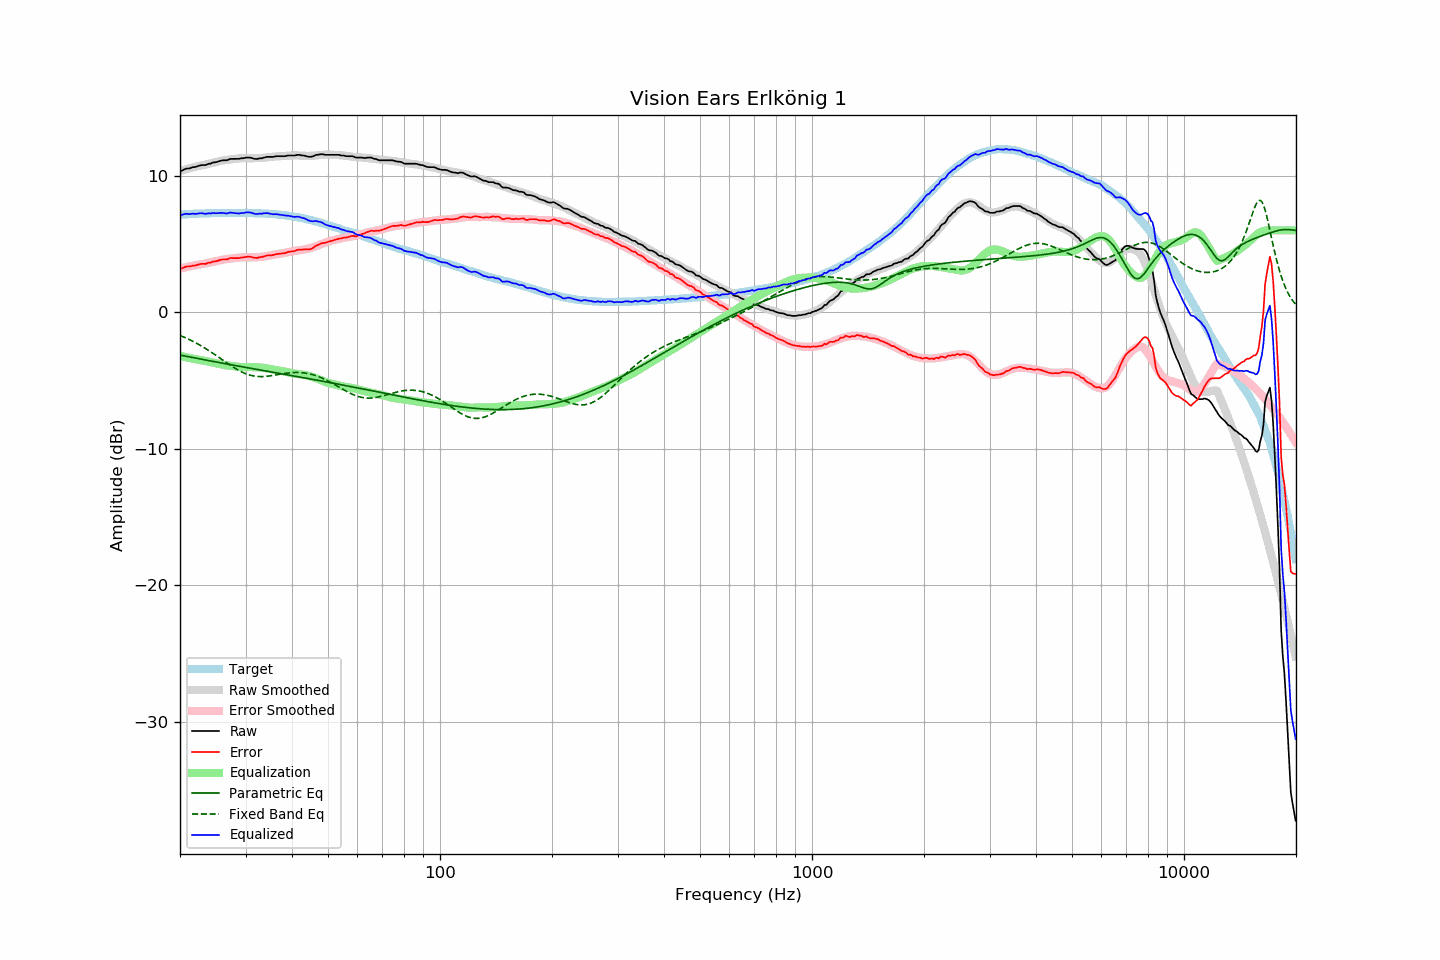 Vision Ears Erlkönig 1
Amplitude (dBr)
10
0
−10
−20
−30
Target
Raw Smoothed
Error Smoothed
Raw
Error
Equalization
Parametric Eq
Fixed Band Eq
Equalized
100
1000
10000
Frequency (Hz)